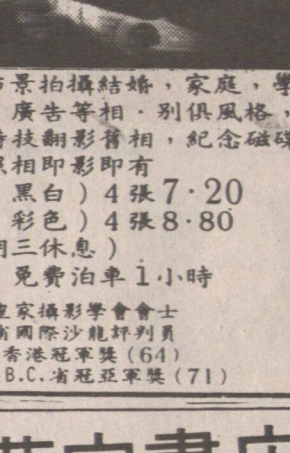 景拍攝結婚，家庭，學
廣告等相·別俱風格，
技翻影舊相，紀念磁碟
相即影即有
黑白）4張7·20
彩色）4張8·80
三休息）
免費泊車1小時
家攝影學會會士
國際沙龍評判員
香港冠軍獎(64)
B.C.省冠亞軍獎(71)